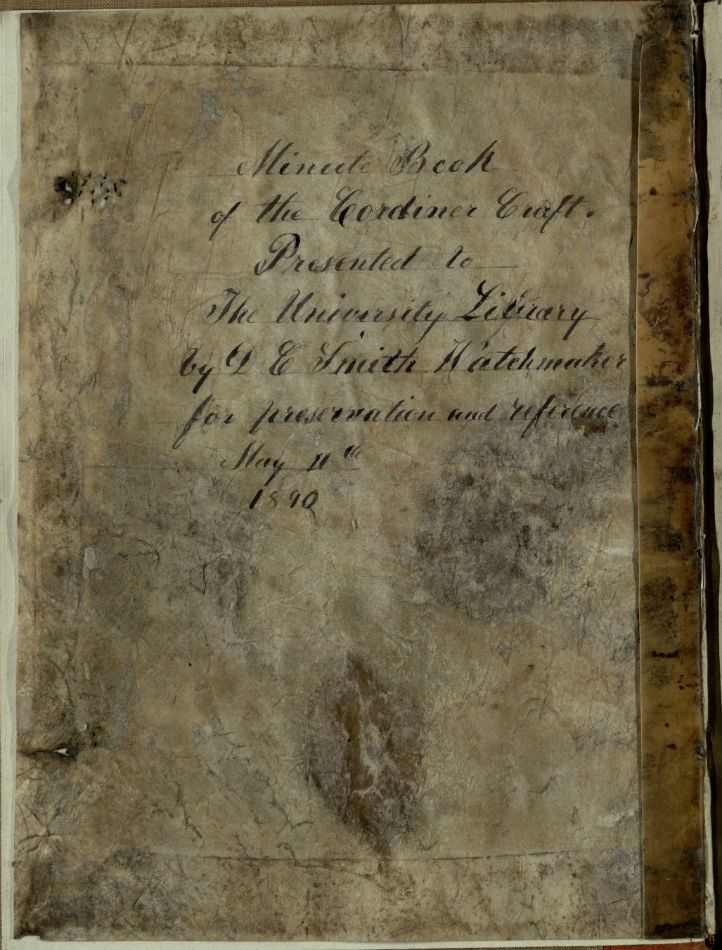 Minute Book
of the Cordiner Craft.
Presented to
The University Library
by D C Smith Watchmaker
for preservation and reference
May 11th
1890